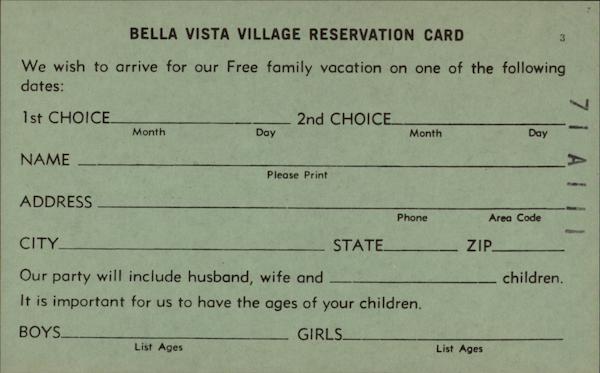 BELLA VISTA VILLAGE RESERVATION CARD 3
We wish to arrive for our Free family vacation on one of the following
dates:
1st CHOICE 2nd CHOICE
Month Day Month Day
NAME
Please Print
ADDRESS
Phone Area Code
CITY STATE ZIP
Our party will include husband, wife and children.
It is important for us to have the ages of your children.
BOYS GIRLS
List Ages List Ages